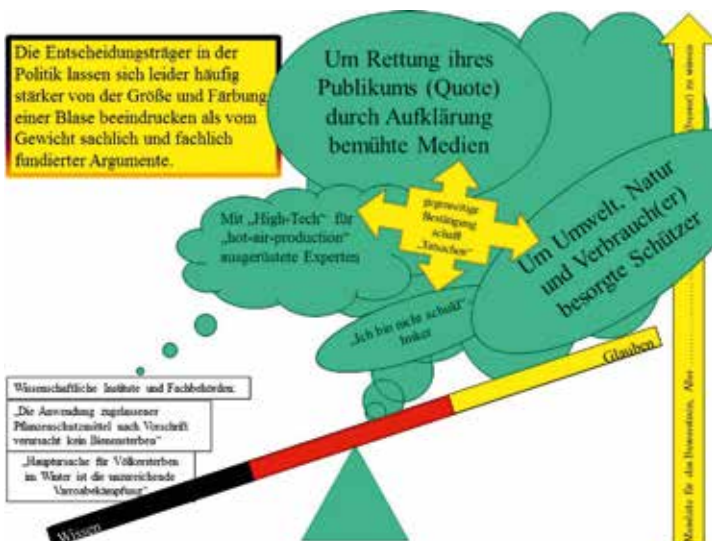 Die Entscheidungsträger in der
Politik lassen sich leider häufig
stärker von der Größe und Färbung
einer Blase beeindrucken als vom
Gewicht sachlich und fachlich
fundierter Argumente.
Um Rettung ihres
Publikums (Quote)
durch Aufklärung
bemühte Medien
Mit „High-Tech“ für
„hot-air-production“
ausgerüstete Experten
gegenseitige
Bestätigung
schafft
„Tatsachen“
Um Umwelt, Natur
und Verbrauch(er)
besorgte Schützer
„Ich bin nicht schuld“
Imker
Wissenschaftliche Institute und Fachbehörden:
„Die Anwendung zugelassener
Pflanzenschutzmittel nach Vorschrift
verursacht kein Bienensterben“
„Hauptursache für Völkersterben
im Winter ist die unzureichende
Varroabekämpfung“
Wissen
Glauben
zu wissen